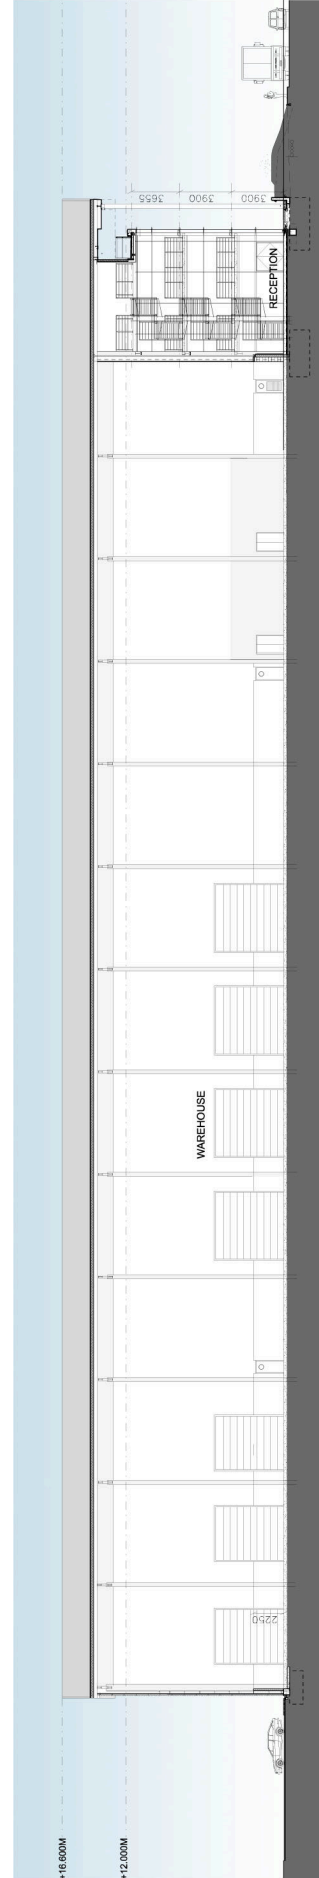 +16.600M
+12.000M
2250
WAREHOUSE
3655
3900
3900
RECEPTION